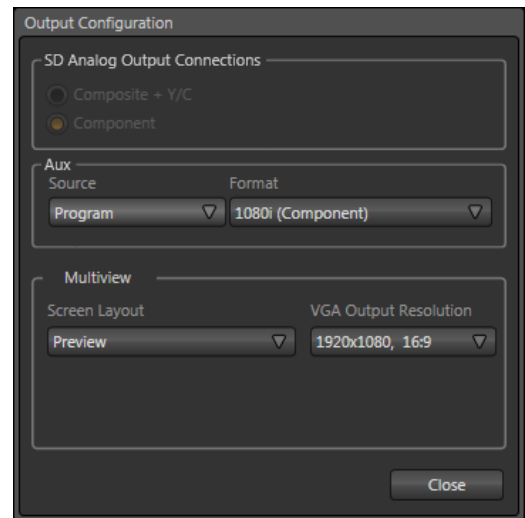 Output Configuration
SD Analog Output Connections
Composite + Y/C
Component
Aux
Source Format
Program 1080i (Component)
Multiview
Screen Layout VGA Output Resolution
Preview 1920x1080, 16:9
Close